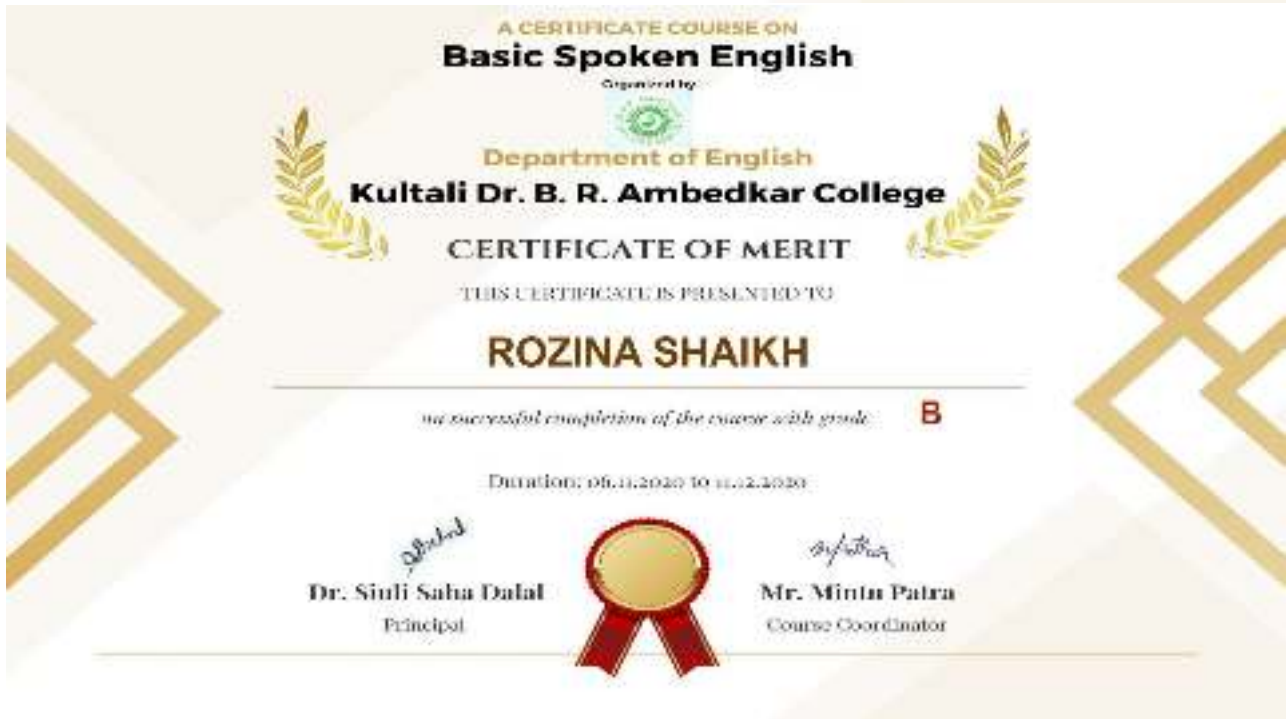 A CERTIFICATE COURSE ON
Basic Spoken English
Organized by
Department of English
Kultali Dr. B. R. Ambedkar College
CERTIFICATE OF MERIT
THIS CERTIFICATE IS PRESENTED TO
ROZINA SHAIKH
on successful completion of the course with grade B
Duration: 06.11.2020 to 11.12.2020
Dr. Siuli Saha Dalal
Principal
Mr. Mintu Patra
Course Coordinator